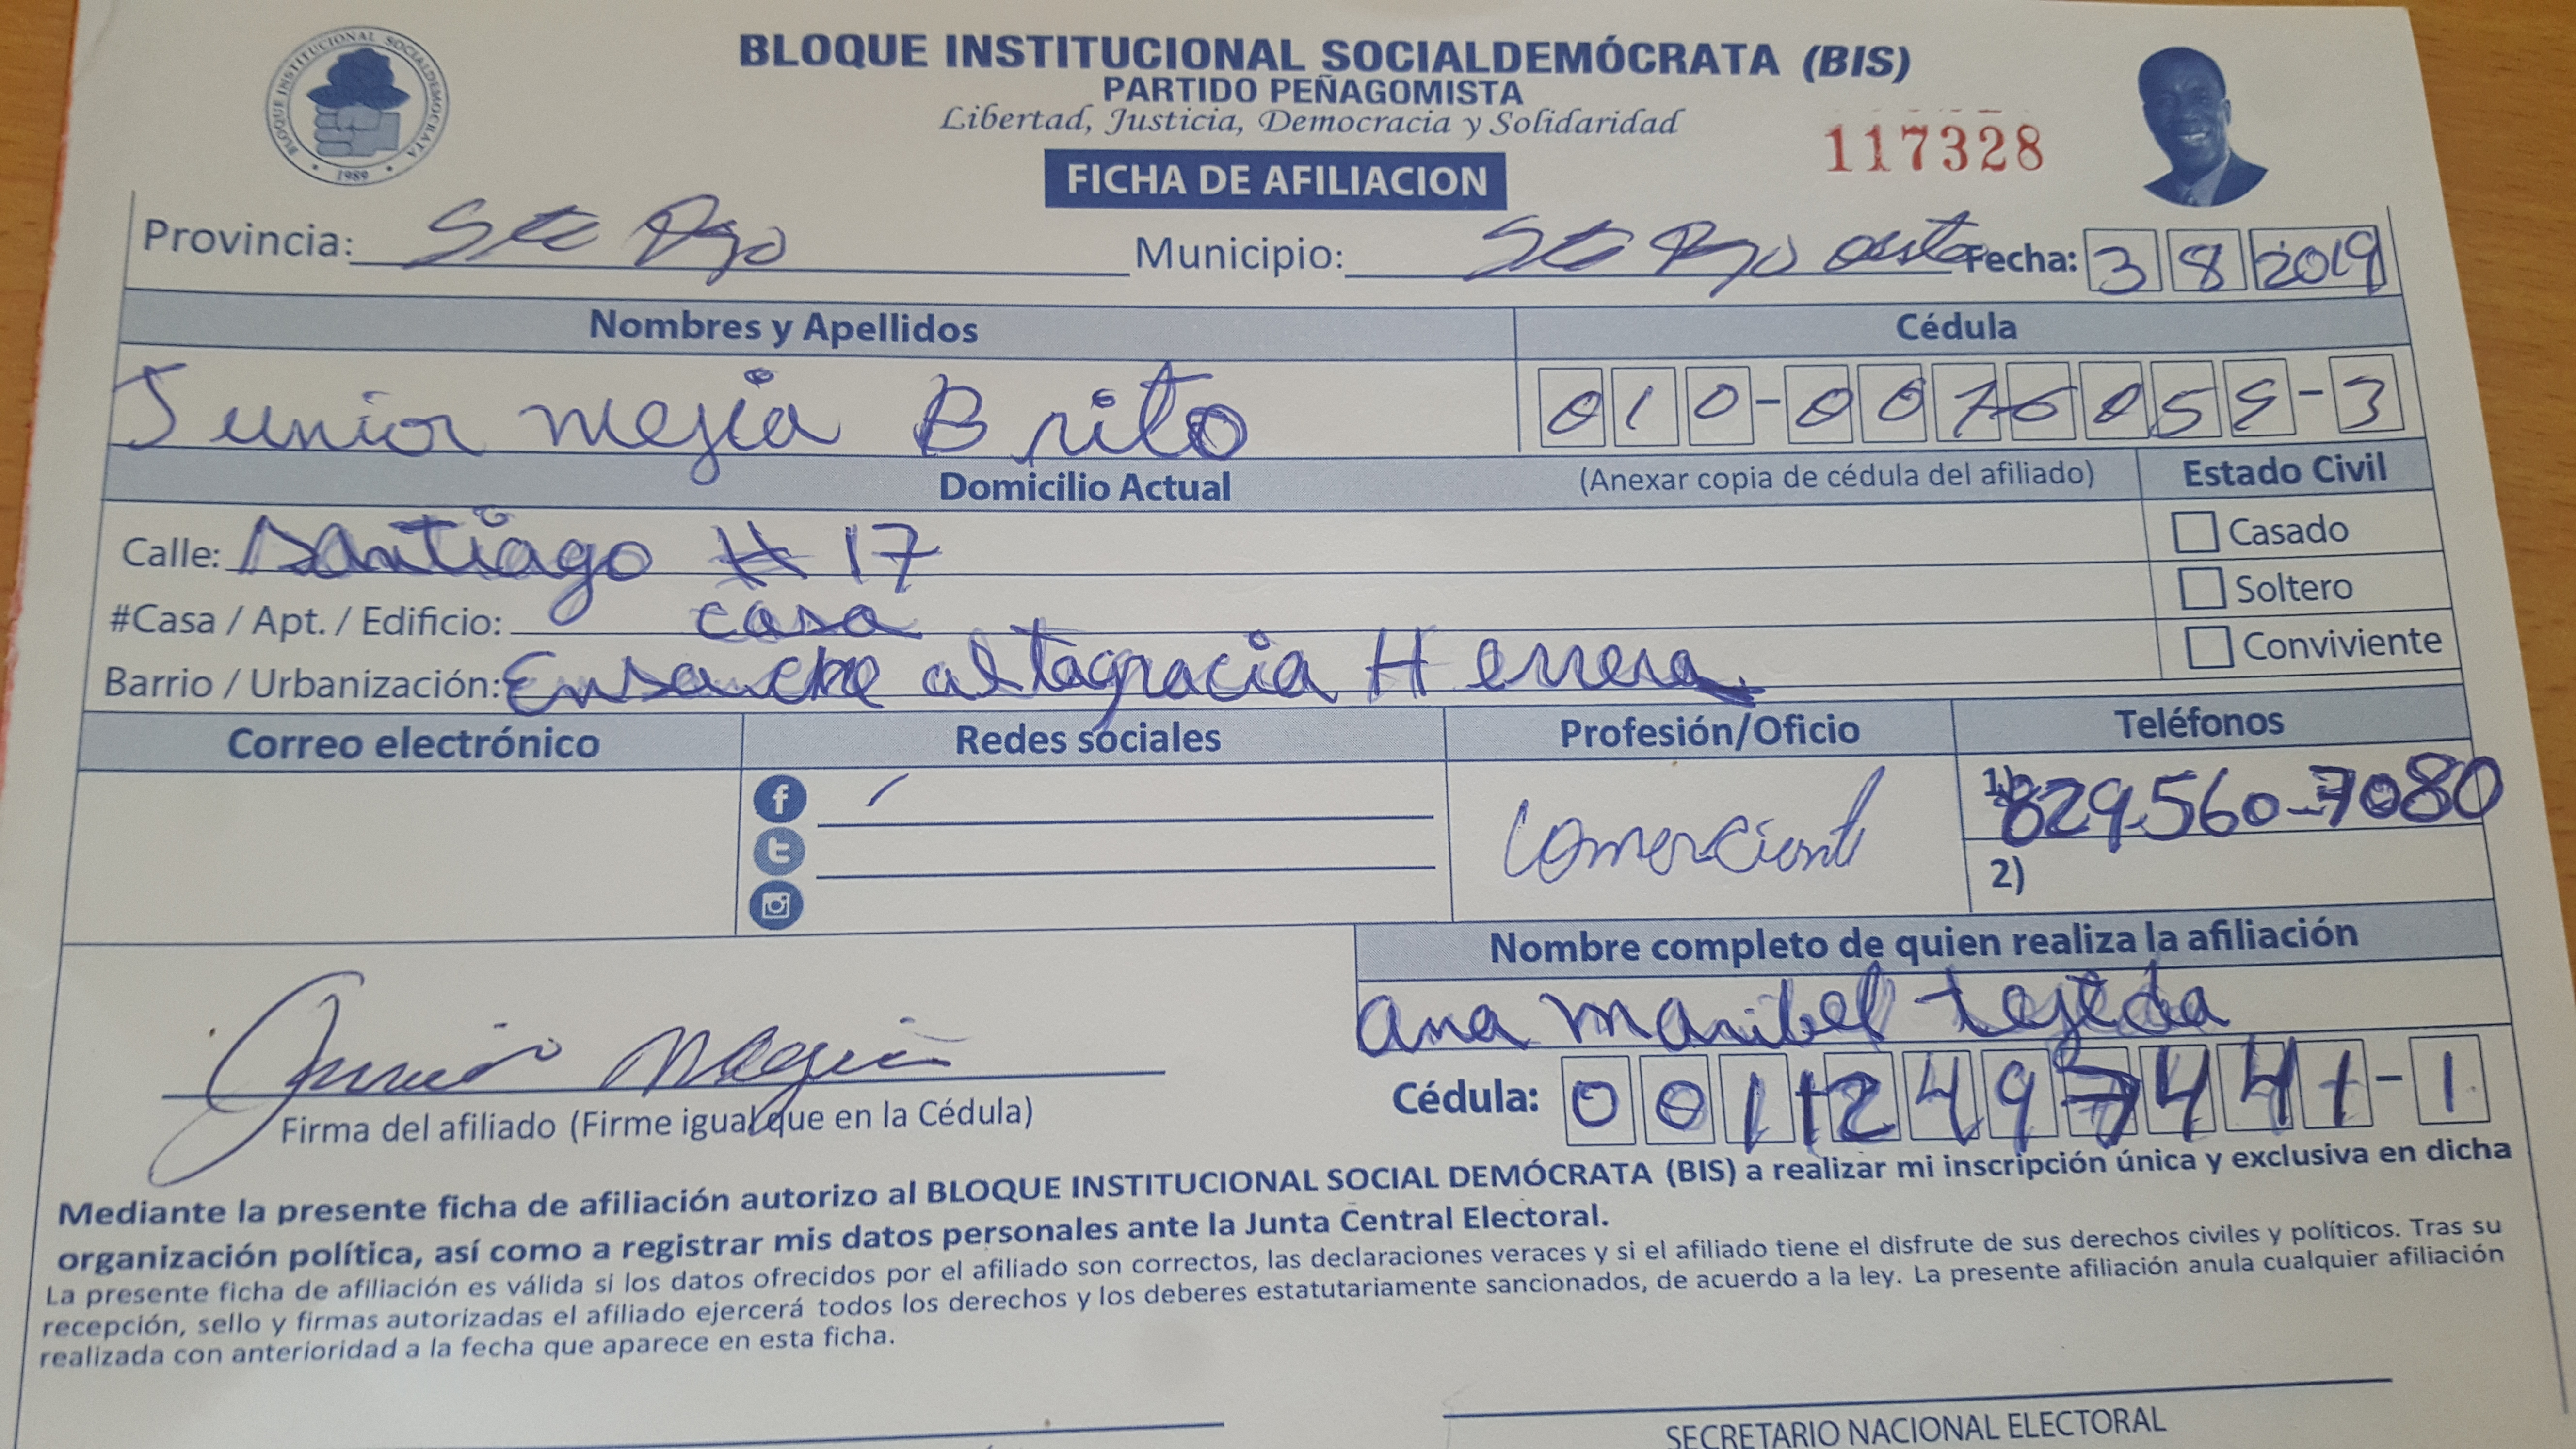 BLOQUE INSTITUCIONAL SOCIALDEMÓCRATA (BIS)
PARTIDO PEÑAGOMISTA
Libertad, Justicia, Democracia y Solidaridad
BLOQUE INSTITUCIONAL SOCIALDEMOCRATA
1989
117328
FICHA DE AFILIACION
Provincia: Sto Dgo Municipio: Sto Dgo oeste Fecha: 3 8 2019
Nombres y Apellidos Cédula
Junior mejia Brito 010-0076055-3
Domicilio Actual (Anexar copia de cédula del afiliado) Estado Civil
Calle: Santiago # 17 Casado
#Casa / Apt. / Edificio: casa Soltero
Barrio / Urbanización: Ensanche altagracia Herrera Conviviente
Correo electrónico Redes sociales Profesión/Oficio Teléfonos
comerciant 1) 829-560-7080
2)
Nombre completo de quien realiza la afiliación
ana maribel tejeda
Junior Megia
Firma del afiliado (Firme igual que en la Cédula) Cédula:
Mediante la presente ficha de afiliación autorizo al BLOQUE INSTITUCIONAL SOCIAL DEMÓCRATA (BIS) a realizar mi inscripción única y exclusiva en dicha
organización política, así como a registrar mis datos personales ante la Junta Central Electoral.
La presente ficha de afiliación es válida si los datos ofrecidos por el afiliado son correctos, las declaraciones veraces y si el afiliado tiene el disfrute de sus derechos civiles y políticos. Tras su
recepción, sello y firmas autorizadas el afiliado ejercerá todos los derechos y los deberes estatutariamente sancionados, de acuerdo a la ley. La presente afiliación anula cualquier afiliación
realizada con anterioridad a la fecha que aparece en esta ficha.
SECRETARIO NACIONAL ELECTORAL